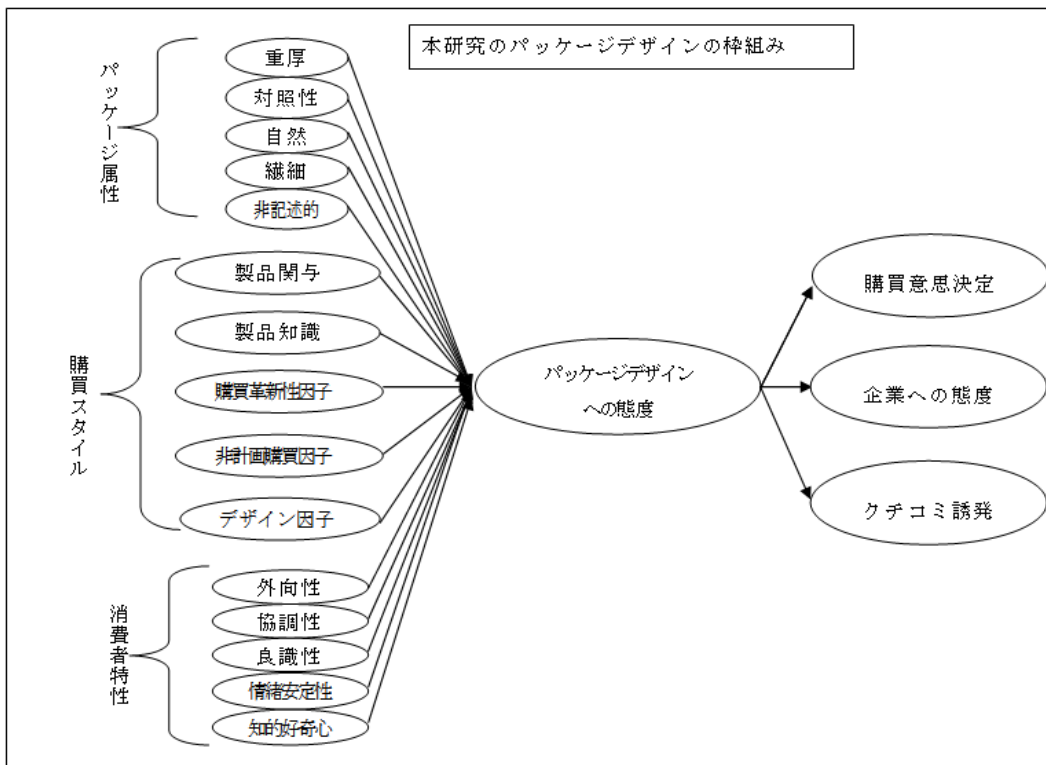 本研究のパッケージデザインの枠組み
パッケージ属性
重厚
対照性
自然
繊細
非記述的
購買スタイル
製品関与
製品知識
購買革新性因子
非計画購買因子
デザイン因子
消費者特性
外向性
協調性
良識性
情緒安定性
知的好奇心
パッケージデザイン
への態度
購買意思決定
企業への態度
クチコミ誘発